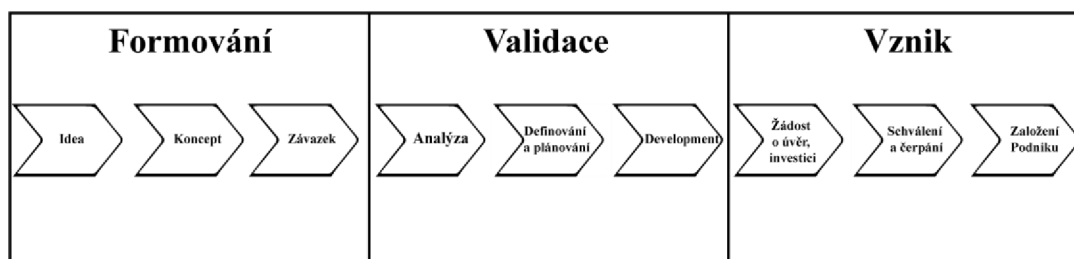 Formování
Validace
Vznik
Idea
Koncept
Závazek
Analýza
Definování
a plánování
Development
Žádost
o úvěr,
investici
Schválení
a čerpání
Založení
Podniku